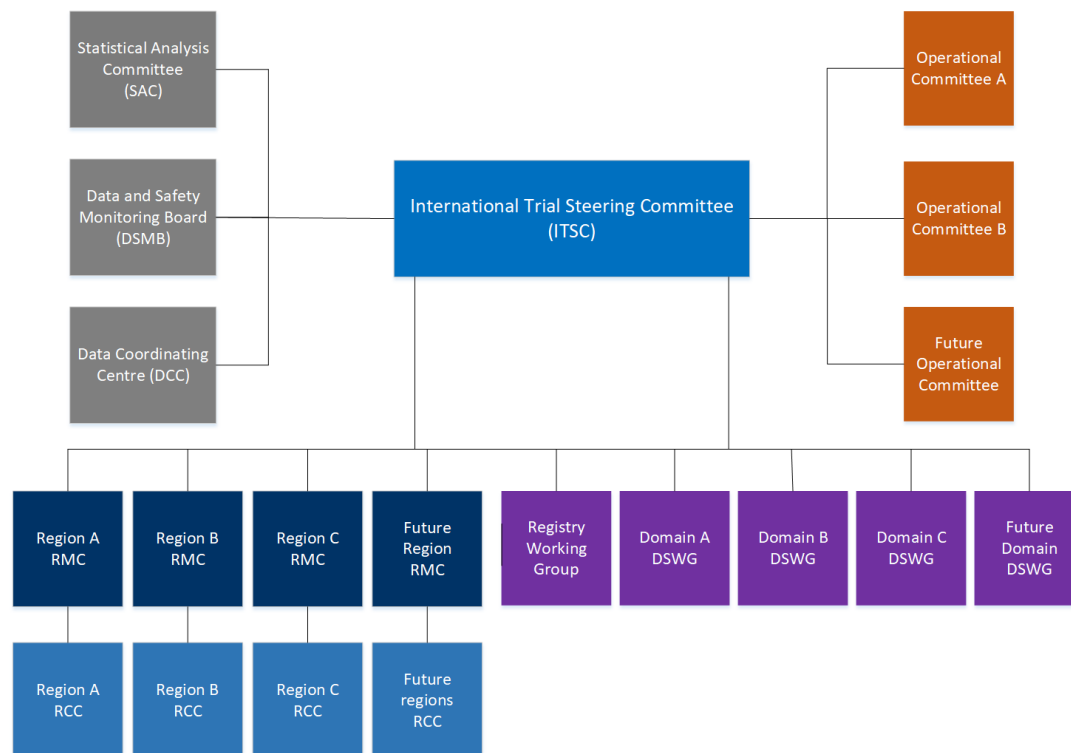 Statistical Analysis
Committee
(SAC)
Operational
Committee A
Data and Safety
Monitoring Board
(DSMB)
International Trial Steering Committee
(ITSC)
Operational
Committee B
Data Coordinating
Centre (DCC)
Future
Operational
Committee
Region A
RMC
Region B
RMC
Region C
RMC
Future
Region
RMC
Registry
Working
Group
Domain A
DSWG
Domain B
DSWG
Domain C
DSWG
Future
Domain
DSWG
Region A
RCC
Region B
RCC
Region C
RCC
Future
regions
RCC